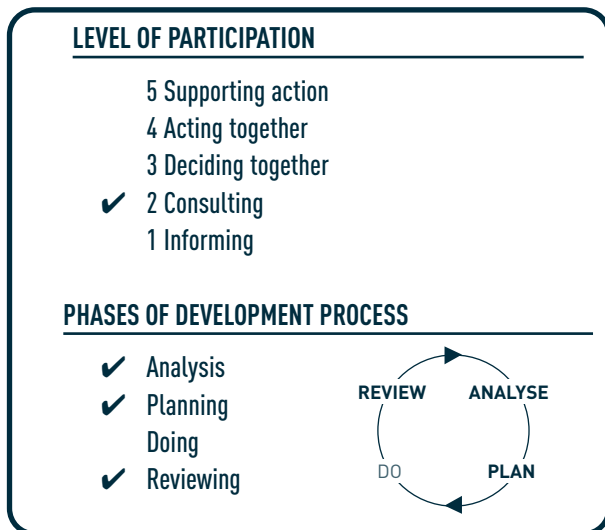 LEVEL OF PARTICIPATION
5 Supporting action
4 Acting together
3 Deciding together
✔ 2 Consulting
1 Informing
PHASES OF DEVELOPMENT PROCESS
✔ Analysis
✔ Planning
Doing
✔ Reviewing
REVIEW ANALYSE
DO PLAN